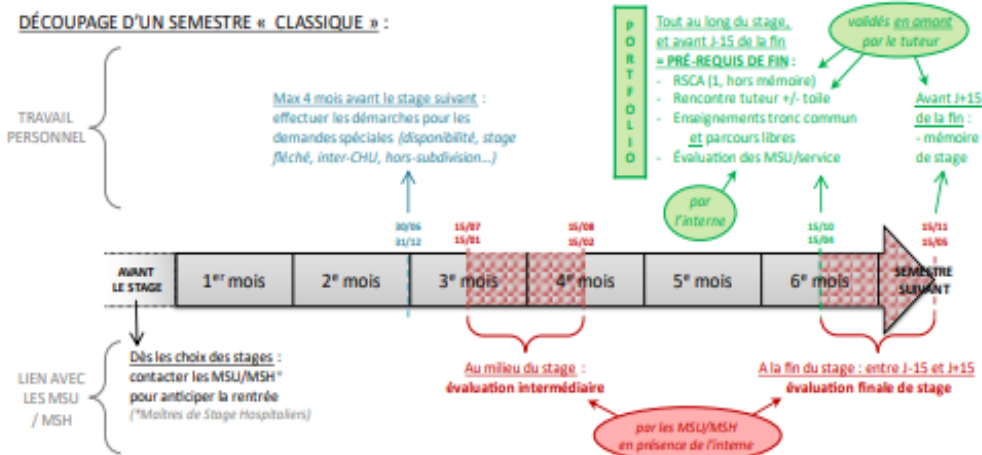 DÉCOUPAGE D'UN SEMESTRE « CLASSIQUE » :
TRAVAIL
PERSONNEL
Max 4 mois avant le stage suivant :
effectuer les démarches pour les
demandes spéciales (disponibilité, stage
fléché, inter-CHU, hors-subdivision...)
PORTFOLIO
Tout au long du stage,
et avant J-15 de la fin
= PRÉ-REQUIS DE FIN :
- RSCA (1, hors mémoire)
- Rencontre tuteur +/- toile
- Enseignements tronc commun
et parcours libres
- Évaluation des MSU/service
validés en amont
par le tuteur
Avant J+15
de la fin :
- mémoire
de stage
par
l'interne
30/06
31/12
15/07
15/01
15/08
15/02
15/10
15/04
15/11
15/05
AVANT
LE STAGE
1er mois
2e mois
3e mois
4e mois
5e mois
6e mois
SEMESTRE
SUIVANT
LIEN AVEC
LES MSU
/ MSH
Dès les choix des stages :
contacter les MSU/MSH*
pour anticiper la rentrée
(*Maîtres de Stage Hospitaliers)
Au milieu du stage :
évaluation intermédiaire
A la fin du stage : entre J-15 et J+15
évaluation finale de stage
par les MSU/MSH
en présence de l'interne